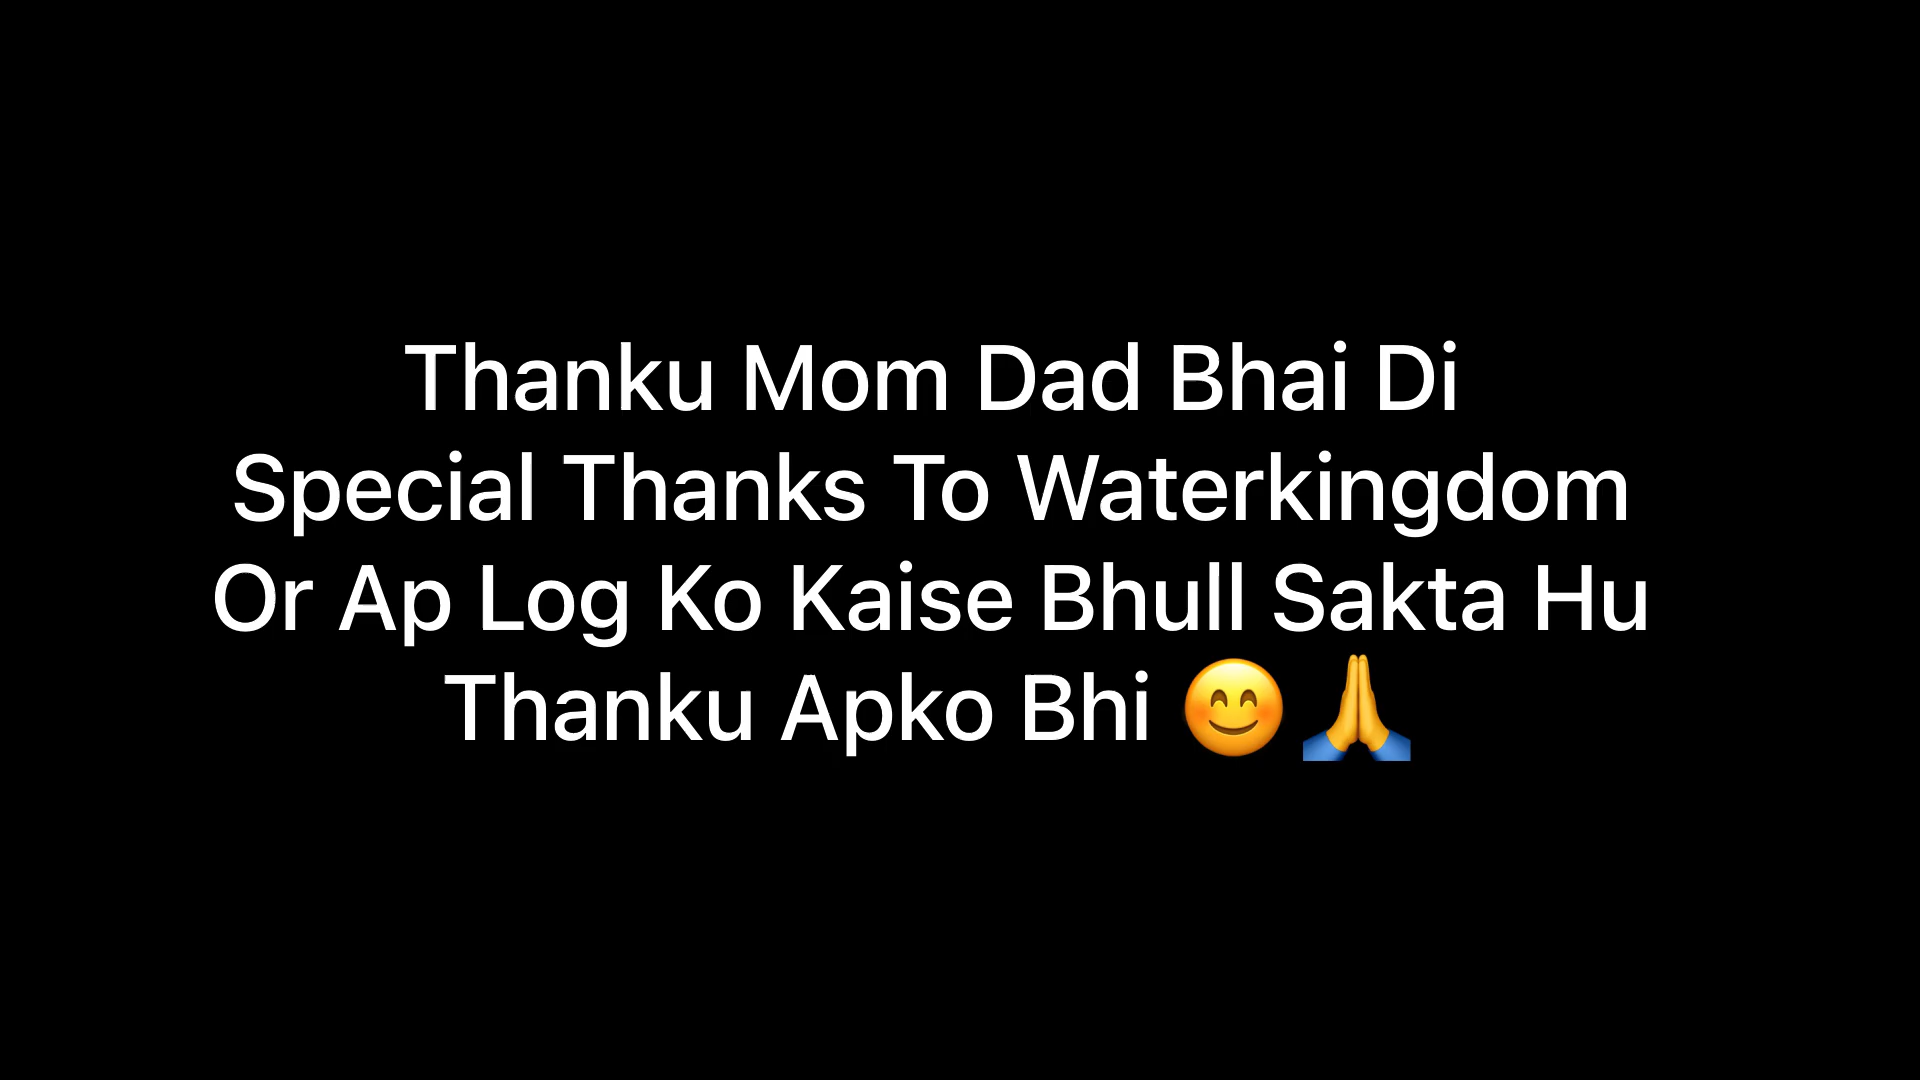 Thanku Mom Dad Bhai Di
Special Thanks To Waterkingdom
Or Ap Log Ko Kaise Bhull Sakta Hu
Thanku Apko Bhi 😊🙏